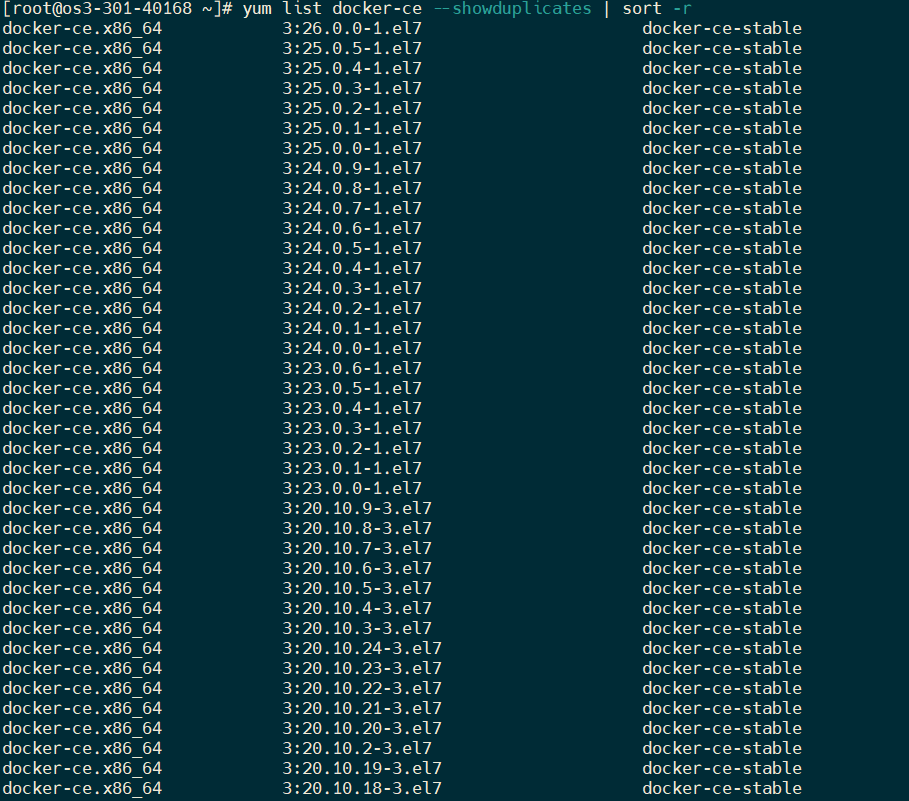 [root@os3-301-40168 ~]# yum list docker-ce --showduplicates | sort -r
docker-ce.x86_64 3:26.0.0-1.el7 docker-ce-stable
docker-ce.x86_64 3:25.0.5-1.el7 docker-ce-stable
docker-ce.x86_64 3:25.0.4-1.el7 docker-ce-stable
docker-ce.x86_64 3:25.0.3-1.el7 docker-ce-stable
docker-ce.x86_64 3:25.0.2-1.el7 docker-ce-stable
docker-ce.x86_64 3:25.0.1-1.el7 docker-ce-stable
docker-ce.x86_64 3:25.0.0-1.el7 docker-ce-stable
docker-ce.x86_64 3:24.0.9-1.el7 docker-ce-stable
docker-ce.x86_64 3:24.0.8-1.el7 docker-ce-stable
docker-ce.x86_64 3:24.0.7-1.el7 docker-ce-stable
docker-ce.x86_64 3:24.0.6-1.el7 docker-ce-stable
docker-ce.x86_64 3:24.0.5-1.el7 docker-ce-stable
docker-ce.x86_64 3:24.0.4-1.el7 docker-ce-stable
docker-ce.x86_64 3:24.0.3-1.el7 docker-ce-stable
docker-ce.x86_64 3:24.0.2-1.el7 docker-ce-stable
docker-ce.x86_64 3:24.0.1-1.el7 docker-ce-stable
docker-ce.x86_64 3:24.0.0-1.el7 docker-ce-stable
docker-ce.x86_64 3:23.0.6-1.el7 docker-ce-stable
docker-ce.x86_64 3:23.0.5-1.el7 docker-ce-stable
docker-ce.x86_64 3:23.0.4-1.el7 docker-ce-stable
docker-ce.x86_64 3:23.0.3-1.el7 docker-ce-stable
docker-ce.x86_64 3:23.0.2-1.el7 docker-ce-stable
docker-ce.x86_64 3:23.0.1-1.el7 docker-ce-stable
docker-ce.x86_64 3:23.0.0-1.el7 docker-ce-stable
docker-ce.x86_64 3:20.10.9-3.el7 docker-ce-stable
docker-ce.x86_64 3:20.10.8-3.el7 docker-ce-stable
docker-ce.x86_64 3:20.10.7-3.el7 docker-ce-stable
docker-ce.x86_64 3:20.10.6-3.el7 docker-ce-stable
docker-ce.x86_64 3:20.10.5-3.el7 docker-ce-stable
docker-ce.x86_64 3:20.10.4-3.el7 docker-ce-stable
docker-ce.x86_64 3:20.10.3-3.el7 docker-ce-stable
docker-ce.x86_64 3:20.10.24-3.el7 docker-ce-stable
docker-ce.x86_64 3:20.10.23-3.el7 docker-ce-stable
docker-ce.x86_64 3:20.10.22-3.el7 docker-ce-stable
docker-ce.x86_64 3:20.10.21-3.el7 docker-ce-stable
docker-ce.x86_64 3:20.10.20-3.el7 docker-ce-stable
docker-ce.x86_64 3:20.10.2-3.el7 docker-ce-stable
docker-ce.x86_64 3:20.10.19-3.el7 docker-ce-stable
docker-ce.x86_64 3:20.10.18-3.el7 docker-ce-stable